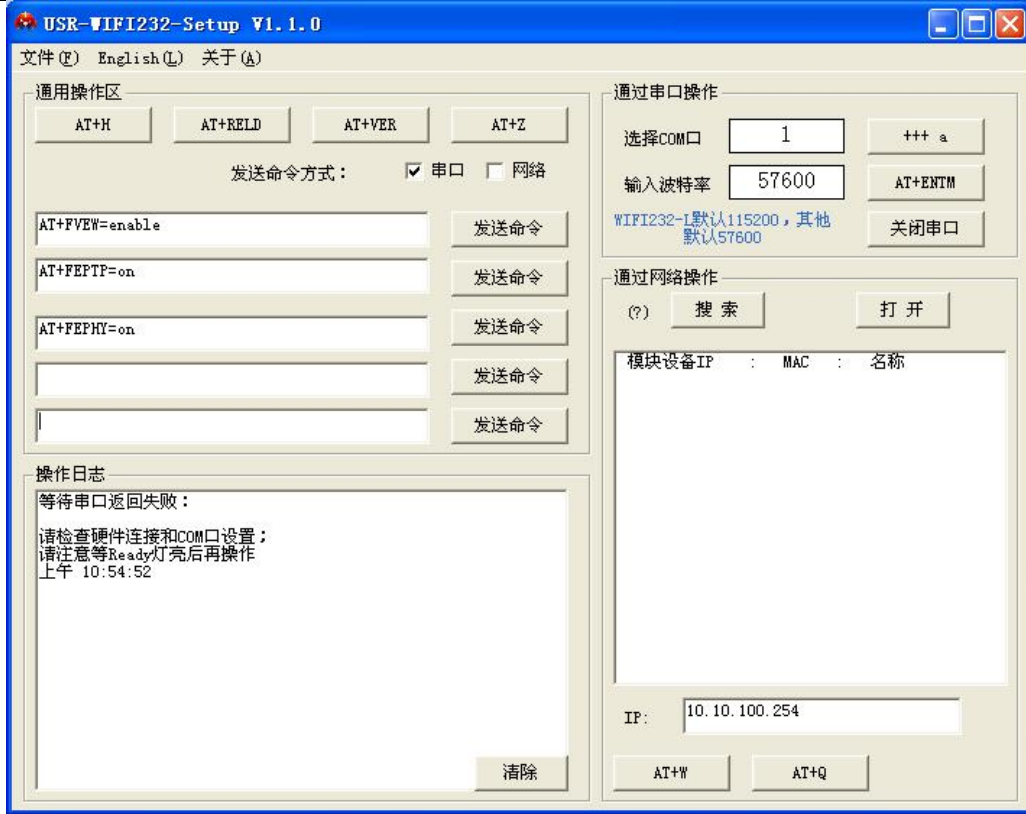 USR-WIFI232-Setup V1.1.0
文件(F) English(L) 关于(A)
通用操作区
AT+H AT+RELD AT+VER AT+Z
发送命令方式: 串口 网络
AT+FVEW=enable 发送命令
AT+FEPTP=on 发送命令
AT+FEPHY=on 发送命令
发送命令
发送命令
操作日志
等待串口返回失败:
请检查硬件连接和COM口设置;
请注意等Ready灯亮后再操作
上午 10:54:52
清除
通过串口操作
选择COM口 1 +++ a
输入波特率 57600 AT+ENTM
WIFI232-L默认115200,其他
默认57600
关闭串口
通过网络操作
(?) 搜 索 打 开
模块设备IP : MAC : 名称
IP: 10.10.100.254
AT+W AT+Q